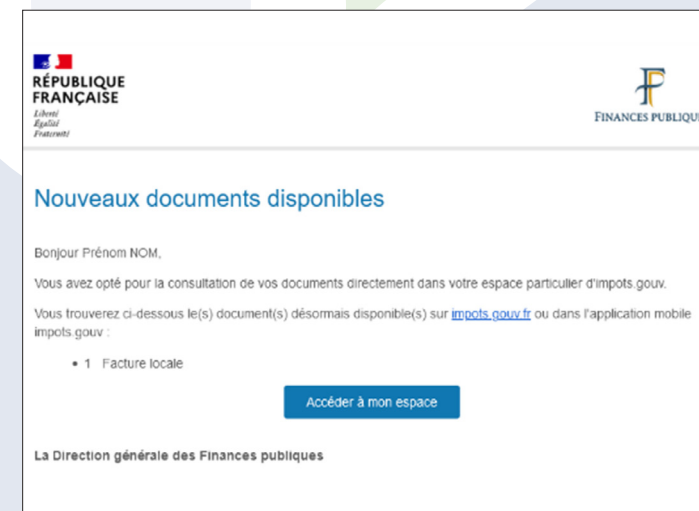 RÉPUBLIQUE
FRANÇAISE
Liberté
Égalité
Fraternité
FINANCES PUBLIQUE
Nouveaux documents disponibles
Bonjour Prénom NOM,
Vous avez opté pour la consultation de vos documents directement dans votre espace particulier d'impots.gouv.
Vous trouverez ci-dessous le(s) document(s) désormais disponible(s) sur impots.gouv.fr ou dans l'application mobile
impots.gouv :
• 1 Facture locale
Accéder à mon espace
La Direction générale des Finances publiques